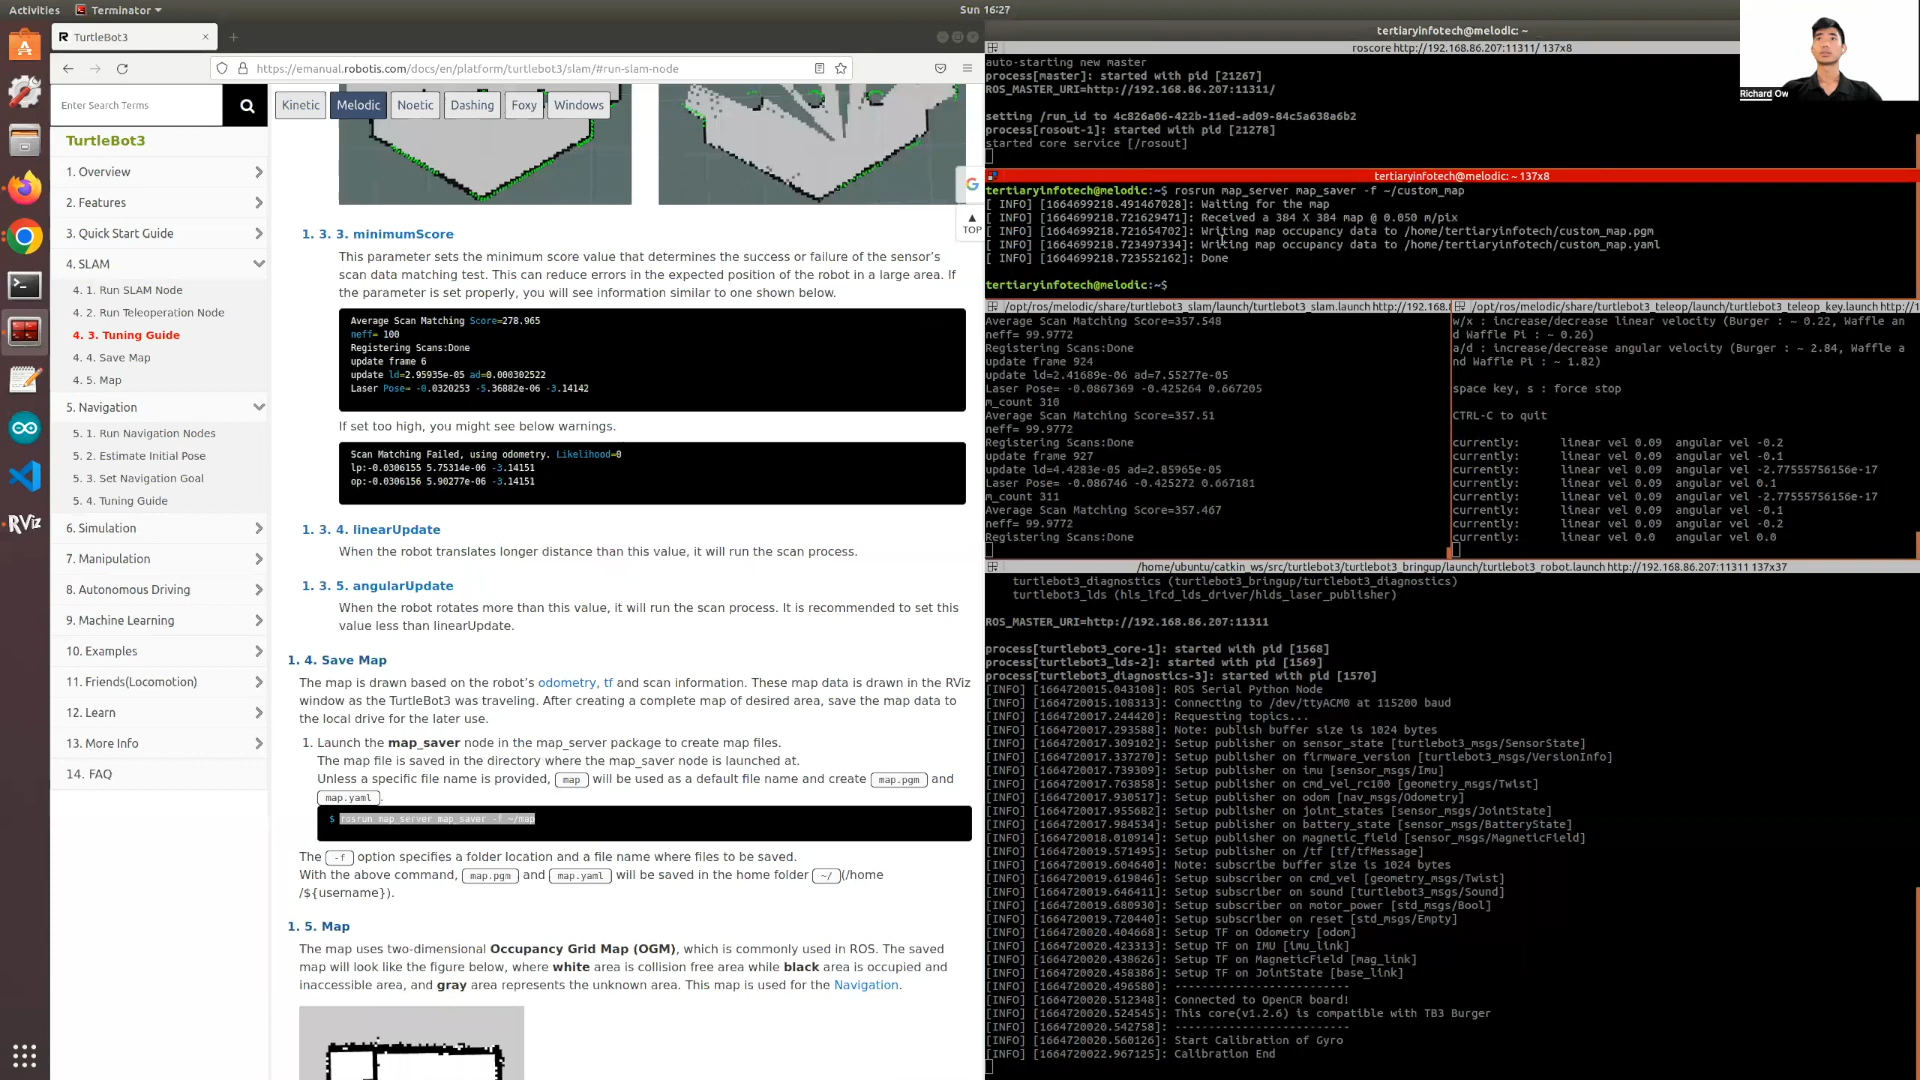 Activities
Terminator
Sun 16:27
TurtleBot3
https://emanual.robotis.com/docs/en/platform/turtlebot3/slam/#run-slam-node
Enter Search Terms
Kinetic
Melodic
Noetic
Dashing
Foxy
Windows
TurtleBot3
1. Overview
2. Features
3. Quick Start Guide
4. SLAM
4. 1. Run SLAM Node
4. 2. Run Teleoperation Node
4. 3. Tuning Guide
4. 4. Save Map
4. 5. Map
5. Navigation
5. 1. Run Navigation Nodes
5. 2. Estimate Initial Pose
5. 3. Set Navigation Goal
5. 4. Tuning Guide
6. Simulation
7. Manipulation
8. Autonomous Driving
9. Machine Learning
10. Examples
11. Friends(Locomotion)
12. Learn
13. More Info
14. FAQ
RViz
G
TOP
1. 3. 3. minimumScore
This parameter sets the minimum score value that determines the success or failure of the sensor's
scan data matching test. This can reduce errors in the expected position of the robot in a large area. If
the parameter is set properly, you will see information similar to one shown below.
Average Scan Matching Score=278.965
neff= 100
Registering Scans:Done
update frame 6
update ld=2.95935e-05 ad=0.000302522
Laser Pose= -0.0320253 -5.36882e-06 -3.14142
If set too high, you might see below warnings.
Scan Matching Failed, using odometry. Likelihood=0
lp:-0.0306155 5.75314e-06 -3.14151
op:-0.0306156 5.90277e-06 -3.14151
1. 3. 4. linearUpdate
When the robot translates longer distance than this value, it will run the scan process.
1. 3. 5. angularUpdate
When the robot rotates more than this value, it will run the scan process. It is recommended to set this
value less than linearUpdate.
1. 4. Save Map
The map is drawn based on the robot's odometry, tf and scan information. These map data is drawn in the RViz
window as the TurtleBot3 was traveling. After creating a complete map of desired area, save the map data to
the local drive for the later use.
1. Launch the map_saver node in the map_server package to create map files.
The map file is saved in the directory where the map_saver node is launched at.
Unless a specific file name is provided, map will be used as a default file name and create map.pgm and
map.yaml .
$ rosrun map_server map_saver -f ~/map
The -f option specifies a folder location and a file name where files to be saved.
With the above command, map.pgm and map.yaml will be saved in the home folder ~/ (/home
/${username}).
1. 5. Map
The map uses two-dimensional Occupancy Grid Map (OGM), which is commonly used in ROS. The saved
map will look like the figure below, where white area is collision free area while black area is occupied and
inaccessible area, and gray area represents the unknown area. This map is used for the Navigation.
tertiaryinfotech@melodic: ~
roscore http://192.168.86.207:11311/ 137x8
auto-starting new master
process[master]: started with pid [21267]
ROS_MASTER_URI=http://192.168.86.207:11311/
setting /run_id to 4c826a06-422b-11ed-ad09-84c5a638a6b2
process[rosout-1]: started with pid [21278]
started core service [/rosout]
Richard Ow
tertiaryinfotech@melodic: ~ 137x8
tertiaryinfotech@melodic:~$ rosrun map_server map_saver -f ~/custom_map
[ INFO] [1664699218.491467028]: Waiting for the map
[ INFO] [1664699218.721629471]: Received a 384 X 384 map @ 0.050 m/pix
[ INFO] [1664699218.721654702]: Writing map occupancy data to /home/tertiaryinfotech/custom_map.pgm
[ INFO] [1664699218.723497334]: Writing map occupancy data to /home/tertiaryinfotech/custom_map.yaml
[ INFO] [1664699218.723552162]: Done
tertiaryinfotech@melodic:~$
/opt/ros/melodic/share/turtlebot3_slam/launch/turtlebot3_slam.launch http://192.168.
Average Scan Matching Score=357.548
neff= 99.9772
Registering Scans:Done
update frame 924
update ld=2.41689e-06 ad=7.55277e-05
Laser Pose= -0.0867369 -0.425264 0.667205
m_count 310
Average Scan Matching Score=357.51
neff= 99.9772
Registering Scans:Done
update frame 927
update ld=4.4283e-05 ad=2.85965e-05
Laser Pose= -0.086746 -0.425272 0.667181
m_count 311
Average Scan Matching Score=357.467
neff= 99.9772
Registering Scans:Done
/opt/ros/melodic/share/turtlebot3_teleop/launch/turtlebot3_teleop_key.launch http://1
w/x : increase/decrease linear velocity (Burger : ~ 0.22, Waffle an
d Waffle Pi : ~ 0.26)
a/d : increase/decrease angular velocity (Burger : ~ 2.84, Waffle a
nd Waffle Pi : ~ 1.82)
space key, s : force stop
CTRL-C to quit
currently: linear vel 0.09 angular vel -0.2
currently: linear vel 0.09 angular vel -0.1
currently: linear vel 0.09 angular vel -2.77555756156e-17
currently: linear vel 0.09 angular vel 0.1
currently: linear vel 0.09 angular vel -2.77555756156e-17
currently: linear vel 0.09 angular vel -0.1
currently: linear vel 0.09 angular vel -0.2
currently: linear vel 0.0 angular vel 0.0
/home/ubuntu/catkin_ws/src/turtlebot3/turtlebot3_bringup/launch/turtlebot3_robot.launch http://192.168.86.207:11311 137x37
turtlebot3_diagnostics (turtlebot3_bringup/turtlebot3_diagnostics)
turtlebot3_lds (hls_lfcd_lds_driver/hlds_laser_publisher)
ROS_MASTER_URI=http://192.168.86.207:11311
process[turtlebot3_core-1]: started with pid [1568]
process[turtlebot3_lds-2]: started with pid [1569]
process[turtlebot3_diagnostics-3]: started with pid [1570]
[INFO] [1664720015.043108]: ROS Serial Python Node
[INFO] [1664720015.108313]: Connecting to /dev/ttyACM0 at 115200 baud
[INFO] [1664720017.244420]: Requesting topics...
[INFO] [1664720017.293588]: Note: publish buffer size is 1024 bytes
[INFO] [1664720017.309102]: Setup publisher on sensor_state [turtlebot3_msgs/SensorState]
[INFO] [1664720017.337270]: Setup publisher on firmware_version [turtlebot3_msgs/VersionInfo]
[INFO] [1664720017.739309]: Setup publisher on imu [sensor_msgs/Imu]
[INFO] [1664720017.763858]: Setup publisher on cmd_vel_rc100 [geometry_msgs/Twist]
[INFO] [1664720017.930517]: Setup publisher on odom [nav_msgs/Odometry]
[INFO] [1664720017.955682]: Setup publisher on joint_states [sensor_msgs/JointState]
[INFO] [1664720017.984534]: Setup publisher on battery_state [sensor_msgs/BatteryState]
[INFO] [1664720018.010914]: Setup publisher on magnetic_field [sensor_msgs/MagneticField]
[INFO] [1664720019.571495]: Setup publisher on /tf [tf/tfMessage]
[INFO] [1664720019.604640]: Note: subscribe buffer size is 1024 bytes
[INFO] [1664720019.619846]: Setup subscriber on cmd_vel [geometry_msgs/Twist]
[INFO] [1664720019.646411]: Setup subscriber on sound [turtlebot3_msgs/Sound]
[INFO] [1664720019.680930]: Setup subscriber on motor_power [std_msgs/Bool]
[INFO] [1664720019.720440]: Setup subscriber on reset [std_msgs/Empty]
[INFO] [1664720020.404668]: Setup TF on Odometry [odom]
[INFO] [1664720020.423313]: Setup TF on IMU [imu_link]
[INFO] [1664720020.438626]: Setup TF on MagneticField [mag_link]
[INFO] [1664720020.458386]: Setup TF on JointState [base_link]
[INFO] [1664720020.496580]: --------------------------
[INFO] [1664720020.512348]: Connected to OpenCR board!
[INFO] [1664720020.524545]: This core(v1.2.6) is compatible with TB3 Burger
[INFO] [1664720020.542758]: --------------------------
[INFO] [1664720020.560126]: Start Calibration of Gyro
[INFO] [1664720022.967125]: Calibration End